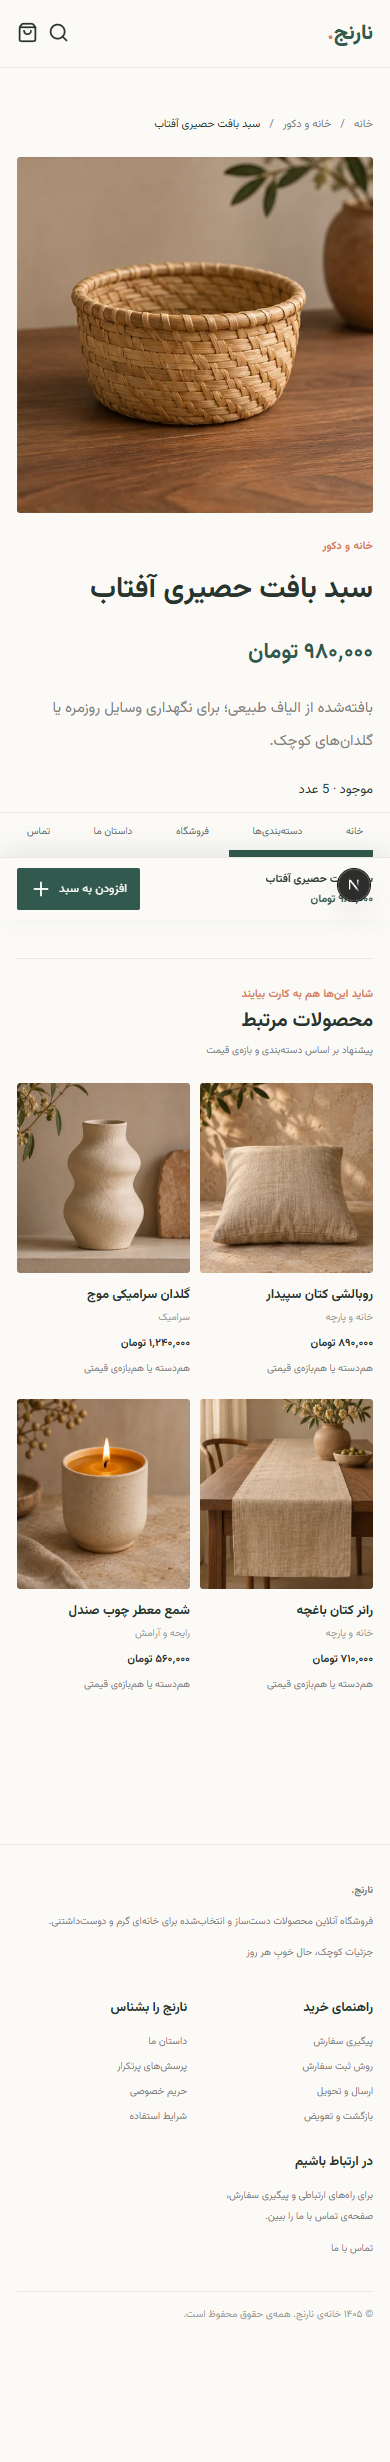 نارنج.
خانه / خانه و دکور / سبد بافت حصیری آفتاب
خانه و دکور
سبد بافت حصیری آفتاب
۹۸۰,۰۰۰ تومان
بافته‌شده از الیاف طبیعی؛ برای نگهداری وسایل روزمره یا
گلدان‌های کوچک.
موجود · 5 عدد
خانه دسته‌بندی‌ها فروشگاه داستان ما تماس
حصیری آفتاب
تومان
افزودن به سبد
N
شاید این‌ها هم به کارت بیایند
محصولات مرتبط
پیشنهاد بر اساس دسته‌بندی و بازه‌ی قیمت
روبالشی کتان سپیدار
خانه و پارچه
۸۹۰,۰۰۰ تومان
هم‌دسته یا هم‌بازه‌ی قیمتی
گلدان سرامیکی موج
سرامیک
۱,۲۴۰,۰۰۰ تومان
هم‌دسته یا هم‌بازه‌ی قیمتی
رانر کتان باغچه
خانه و پارچه
۷۱۰,۰۰۰ تومان
هم‌دسته یا هم‌بازه‌ی قیمتی
شمع معطر چوب صندل
رایحه و آرامش
۵۶۰,۰۰۰ تومان
هم‌دسته یا هم‌بازه‌ی قیمتی
نارنج.
فروشگاه آنلاین محصولات دست‌ساز و انتخاب‌شده برای خانه‌ای گرم و دوست‌داشتنی.
جزئیات کوچک، حال خوب هر روز
راهنمای خرید
پیگیری سفارش
روش ثبت سفارش
ارسال و تحویل
بازگشت و تعویض
نارنج را بشناس
داستان ما
پرسش‌های پرتکرار
حریم خصوصی
شرایط استفاده
در ارتباط باشیم
برای راه‌های ارتباطی و پیگیری سفارش،
صفحه‌ی تماس با ما را ببین.
تماس با ما
© ۱۴۰۵ خانه‌ی نارنج. همه‌ی حقوق محفوظ است.